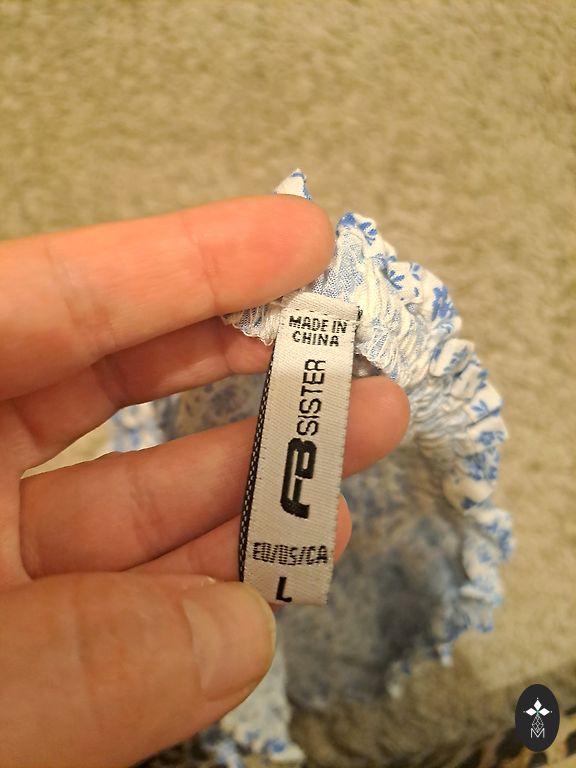 MADE IN
CHINA
FB SISTER
EU/US/CA
L
M